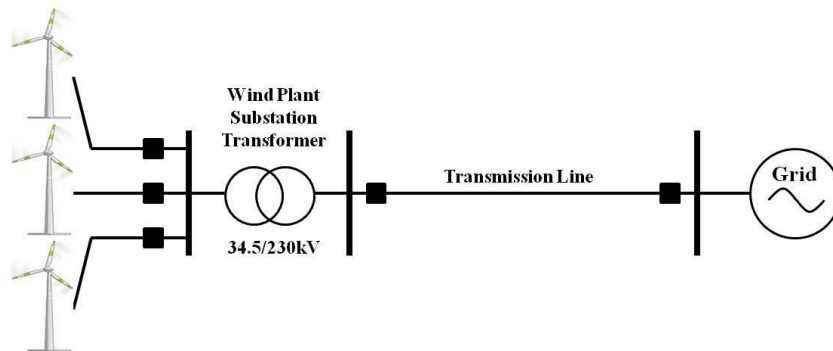 Wind Plant
Substation
Transformer
34.5/230kV
Transmission Line
Grid